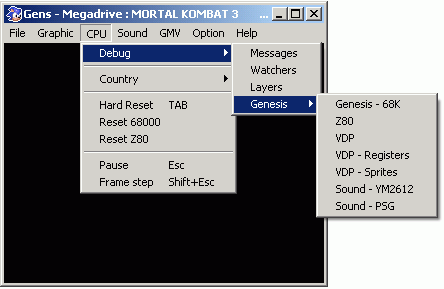 Gens - Megadrive : MORTAL KOMBAT 3 ...
File Graphic CPU Sound GMV Option Help
Debug
Country
Hard Reset TAB
Reset 68000
Reset Z80
Pause Esc
Frame step Shift+Esc
Messages
Watchers
Layers
Genesis
Genesis - 68K
Z80
VDP
VDP - Registers
VDP - Sprites
Sound - YM2612
Sound - PSG